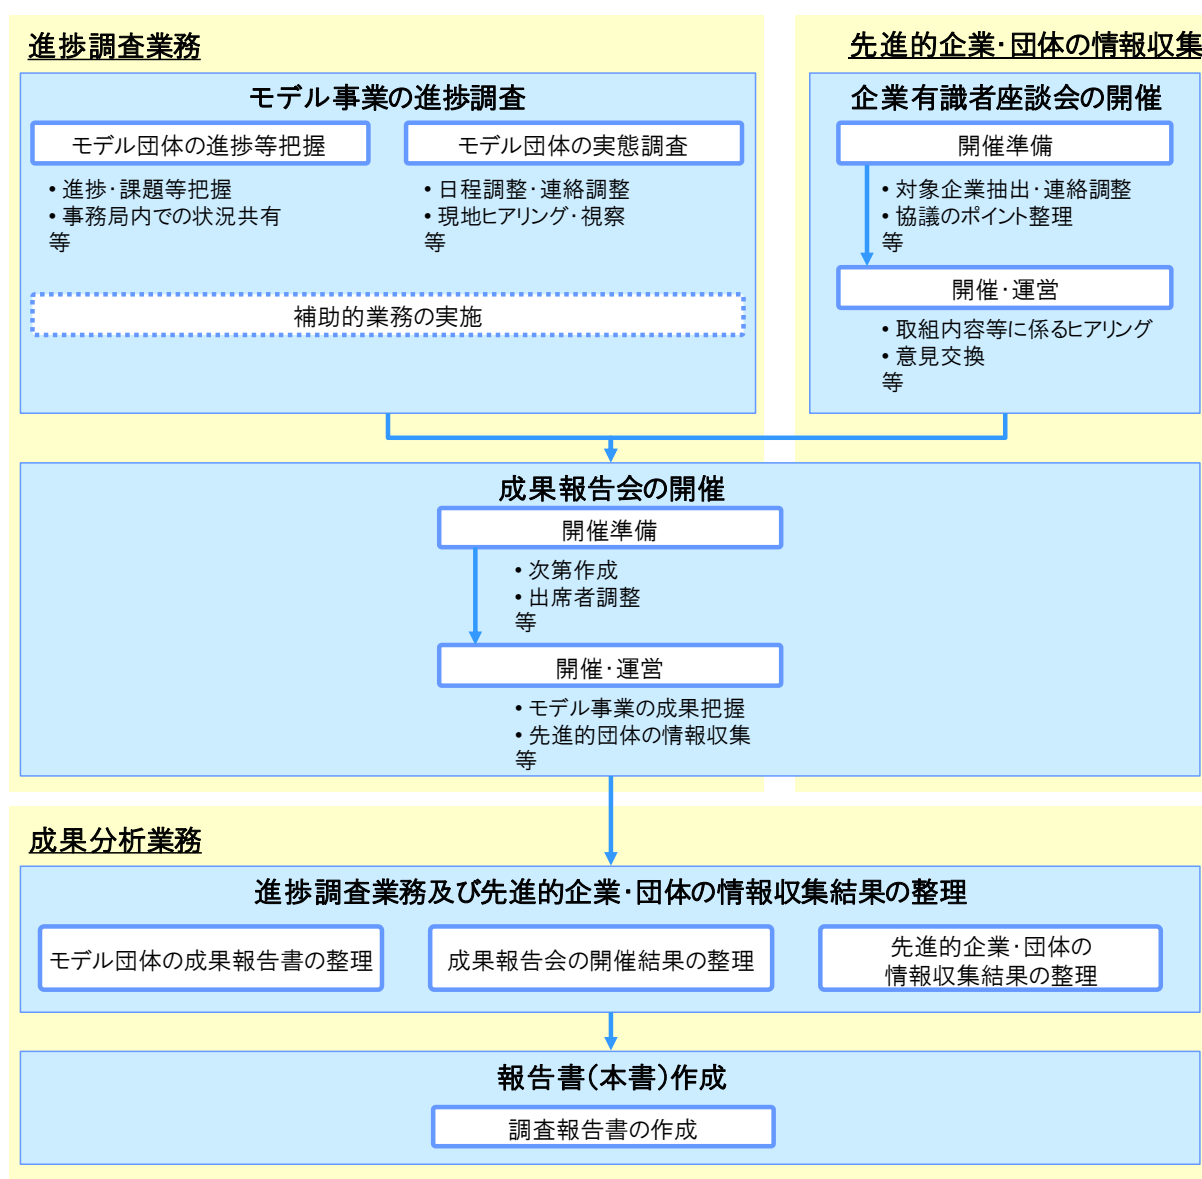 進捗調査業務
モデル事業の進捗調査
モデル団体の進捗等把握
• 進捗･課題等把握
• 事務局内での状況共有
等
モデル団体の実態調査
• 日程調整･連絡調整
• 現地ヒアリング･視察
等
補助的業務の実施
先進的企業･団体の情報収集
企業有識者座談会の開催
開催準備
• 対象企業抽出･連絡調整
• 協議のポイント整理
等
開催･運営
• 取組内容等に係るヒアリング
• 意見交換
等
成果報告会の開催
開催準備
• 次第作成
• 出席者調整
等
開催･運営
• モデル事業の成果把握
• 先進的団体の情報収集
等
成果分析業務
進捗調査業務及び先進的企業･団体の情報収集結果の整理
モデル団体の成果報告書の整理
成果報告会の開催結果の整理
先進的企業･団体の
情報収集結果の整理
報告書(本書)作成
調査報告書の作成